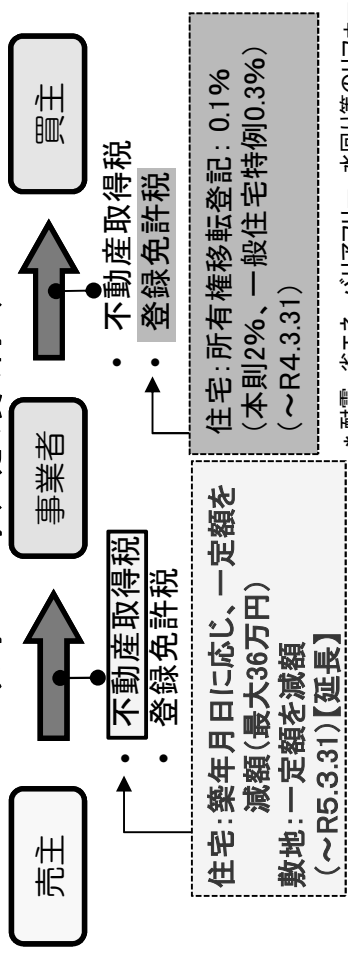 売主
事業者
買主
・不動産取得税
・登録免許税
・不動産取得税
・登録免許税
住宅:築年月日に応じ、一定額を
減額(最大36万円)
敷地:一定額を減額
(～R5.3.31)【延長】
住宅:所有権移転登記:0.1%
(本則2%、一般住宅特例0.3%)
(～R4.3.31)